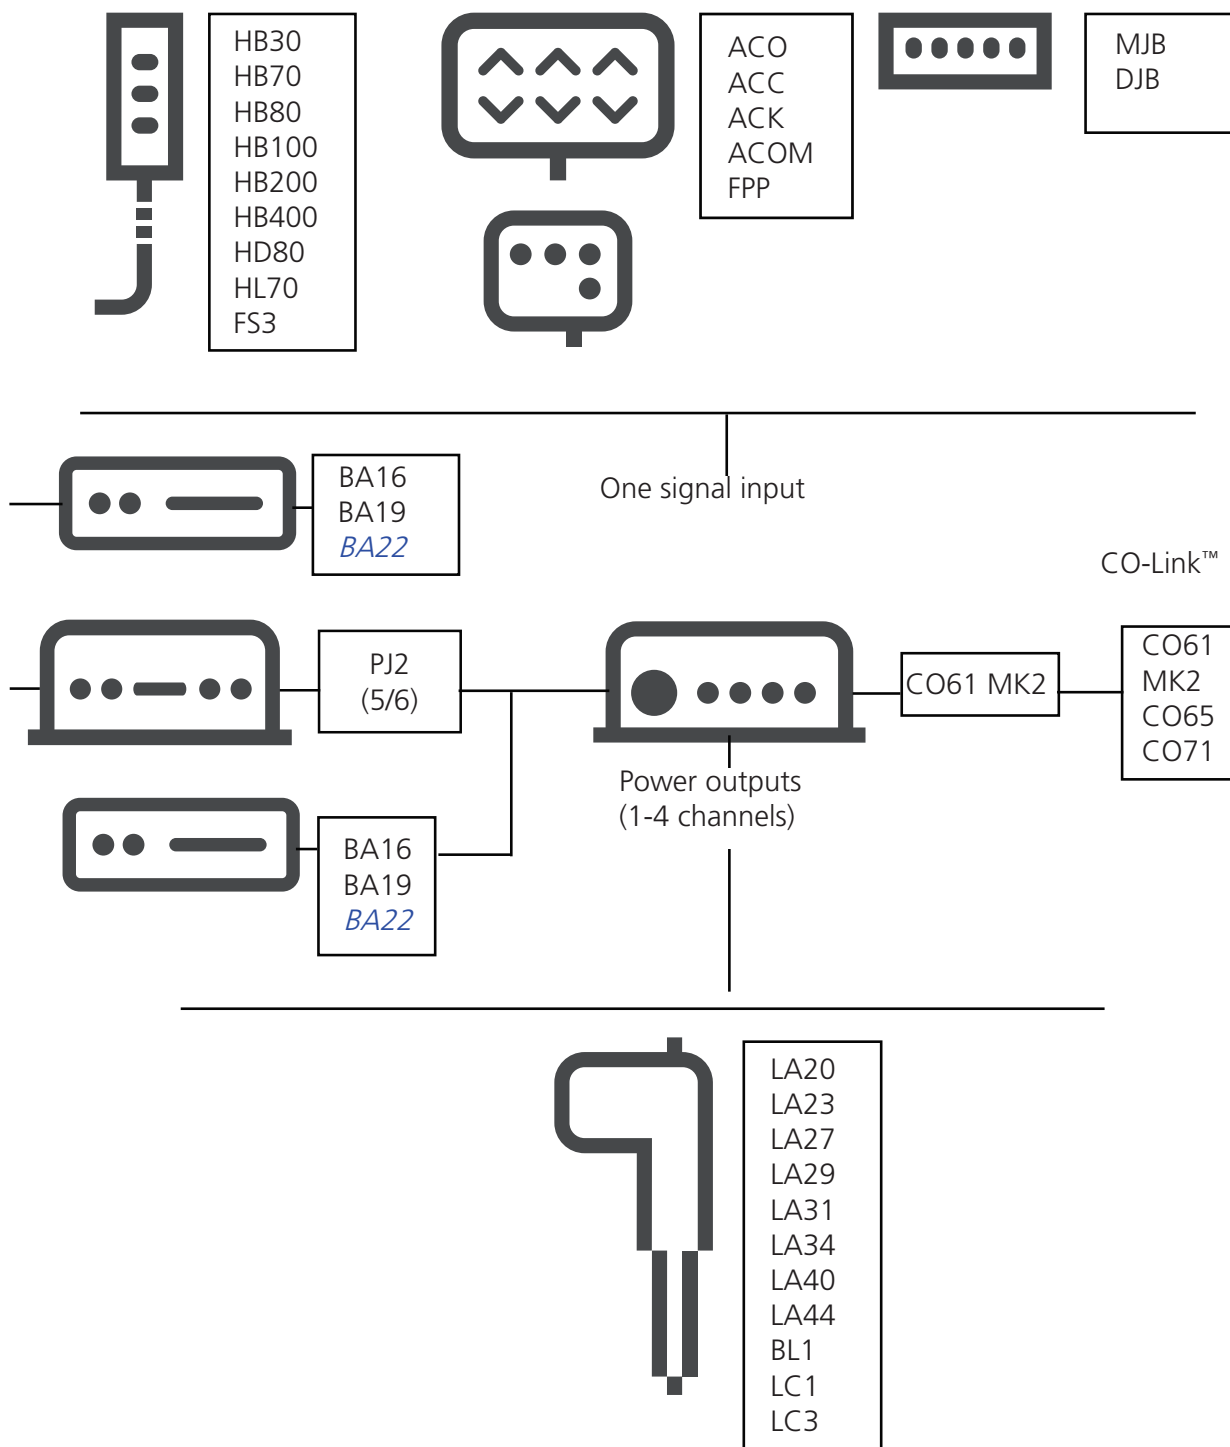 HB30
HB70
HB80
HB100
HB200
HB400
HD80
HL70
FS3
ACO
ACC
ACK
ACOM
FPP
MJB
DJB
One signal input
BA16
BA19
BA22
CO-Link™
PJ2
(5/6)
CO61 MK2
CO61
MK2
CO65
CO71
Power outputs
(1-4 channels)
BA16
BA19
BA22
LA20
LA23
LA27
LA29
LA31
LA34
LA40
LA44
BL1
LC1
LC3